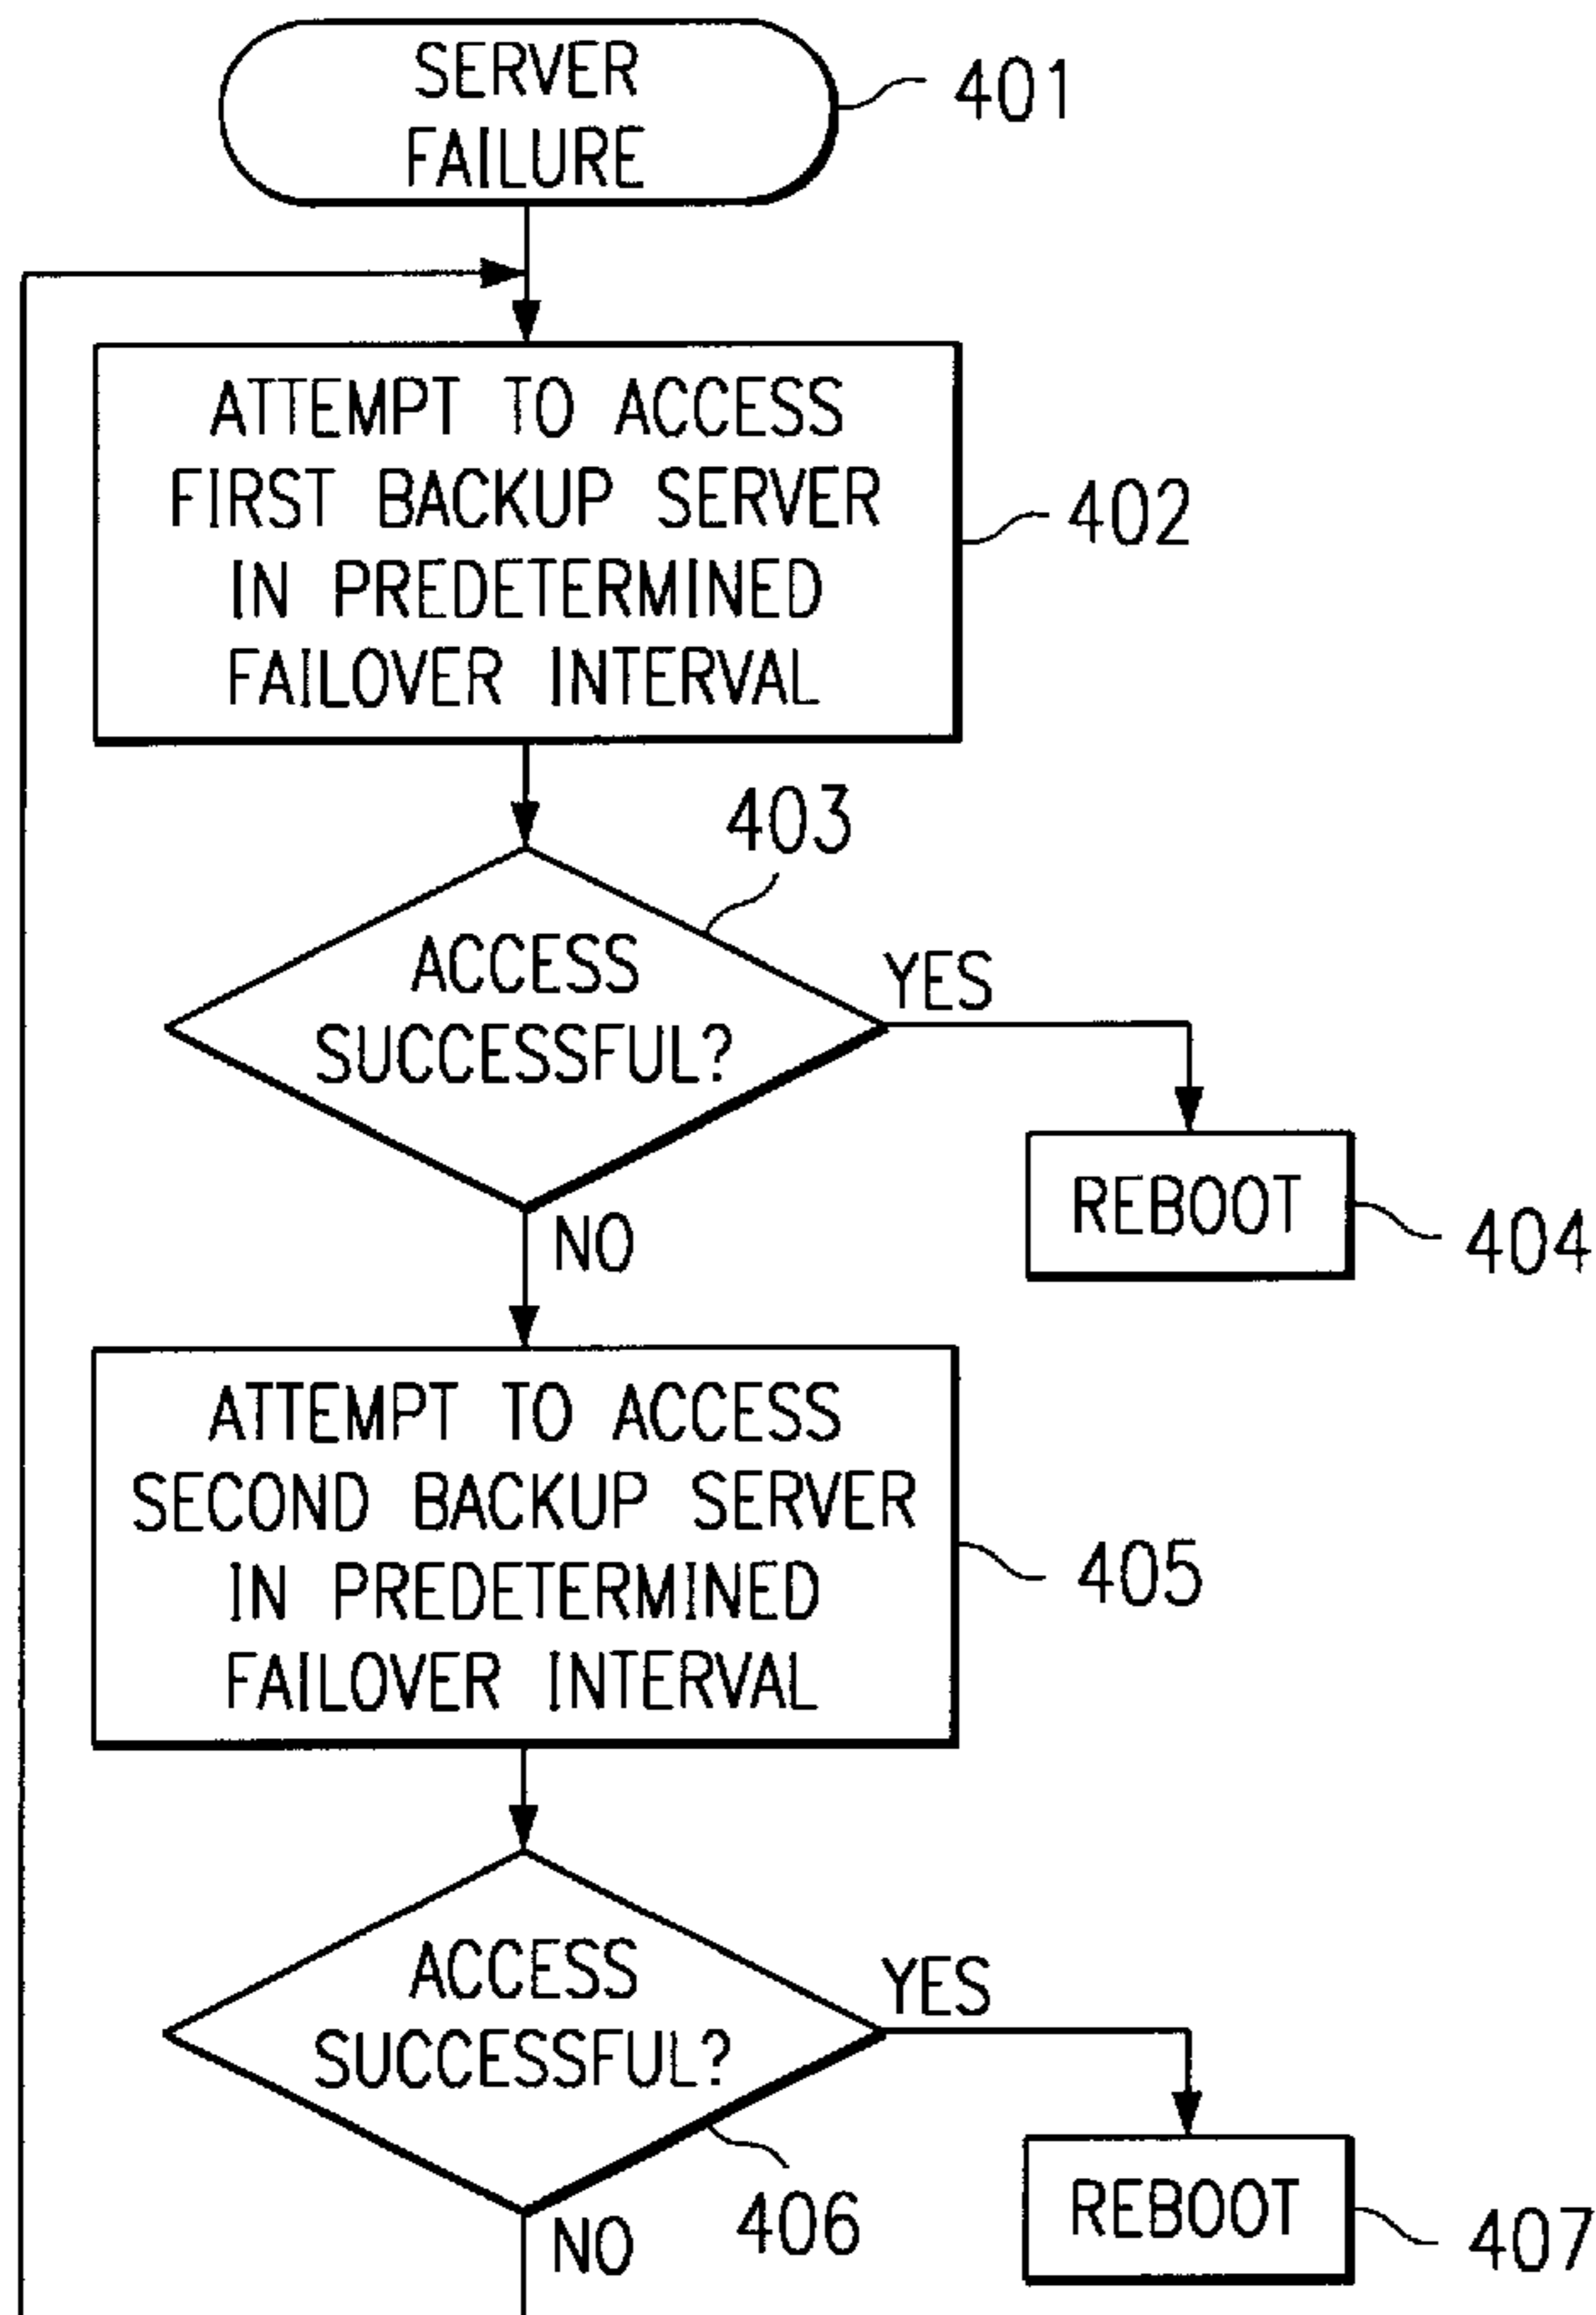 SERVER
FAILURE
401
ATTEMPT TO ACCESS
FIRST BACKUP SERVER
IN PREDETERMINED
FAILOVER INTERVAL
402
403
ACCESS
SUCCESSFUL?
YES
REBOOT
404
NO
ATTEMPT TO ACCESS
SECOND BACKUP SERVER
IN PREDETERMINED
FAILOVER INTERVAL
405
ACCESS
SUCCESSFUL?
YES
406
REBOOT
407
NO